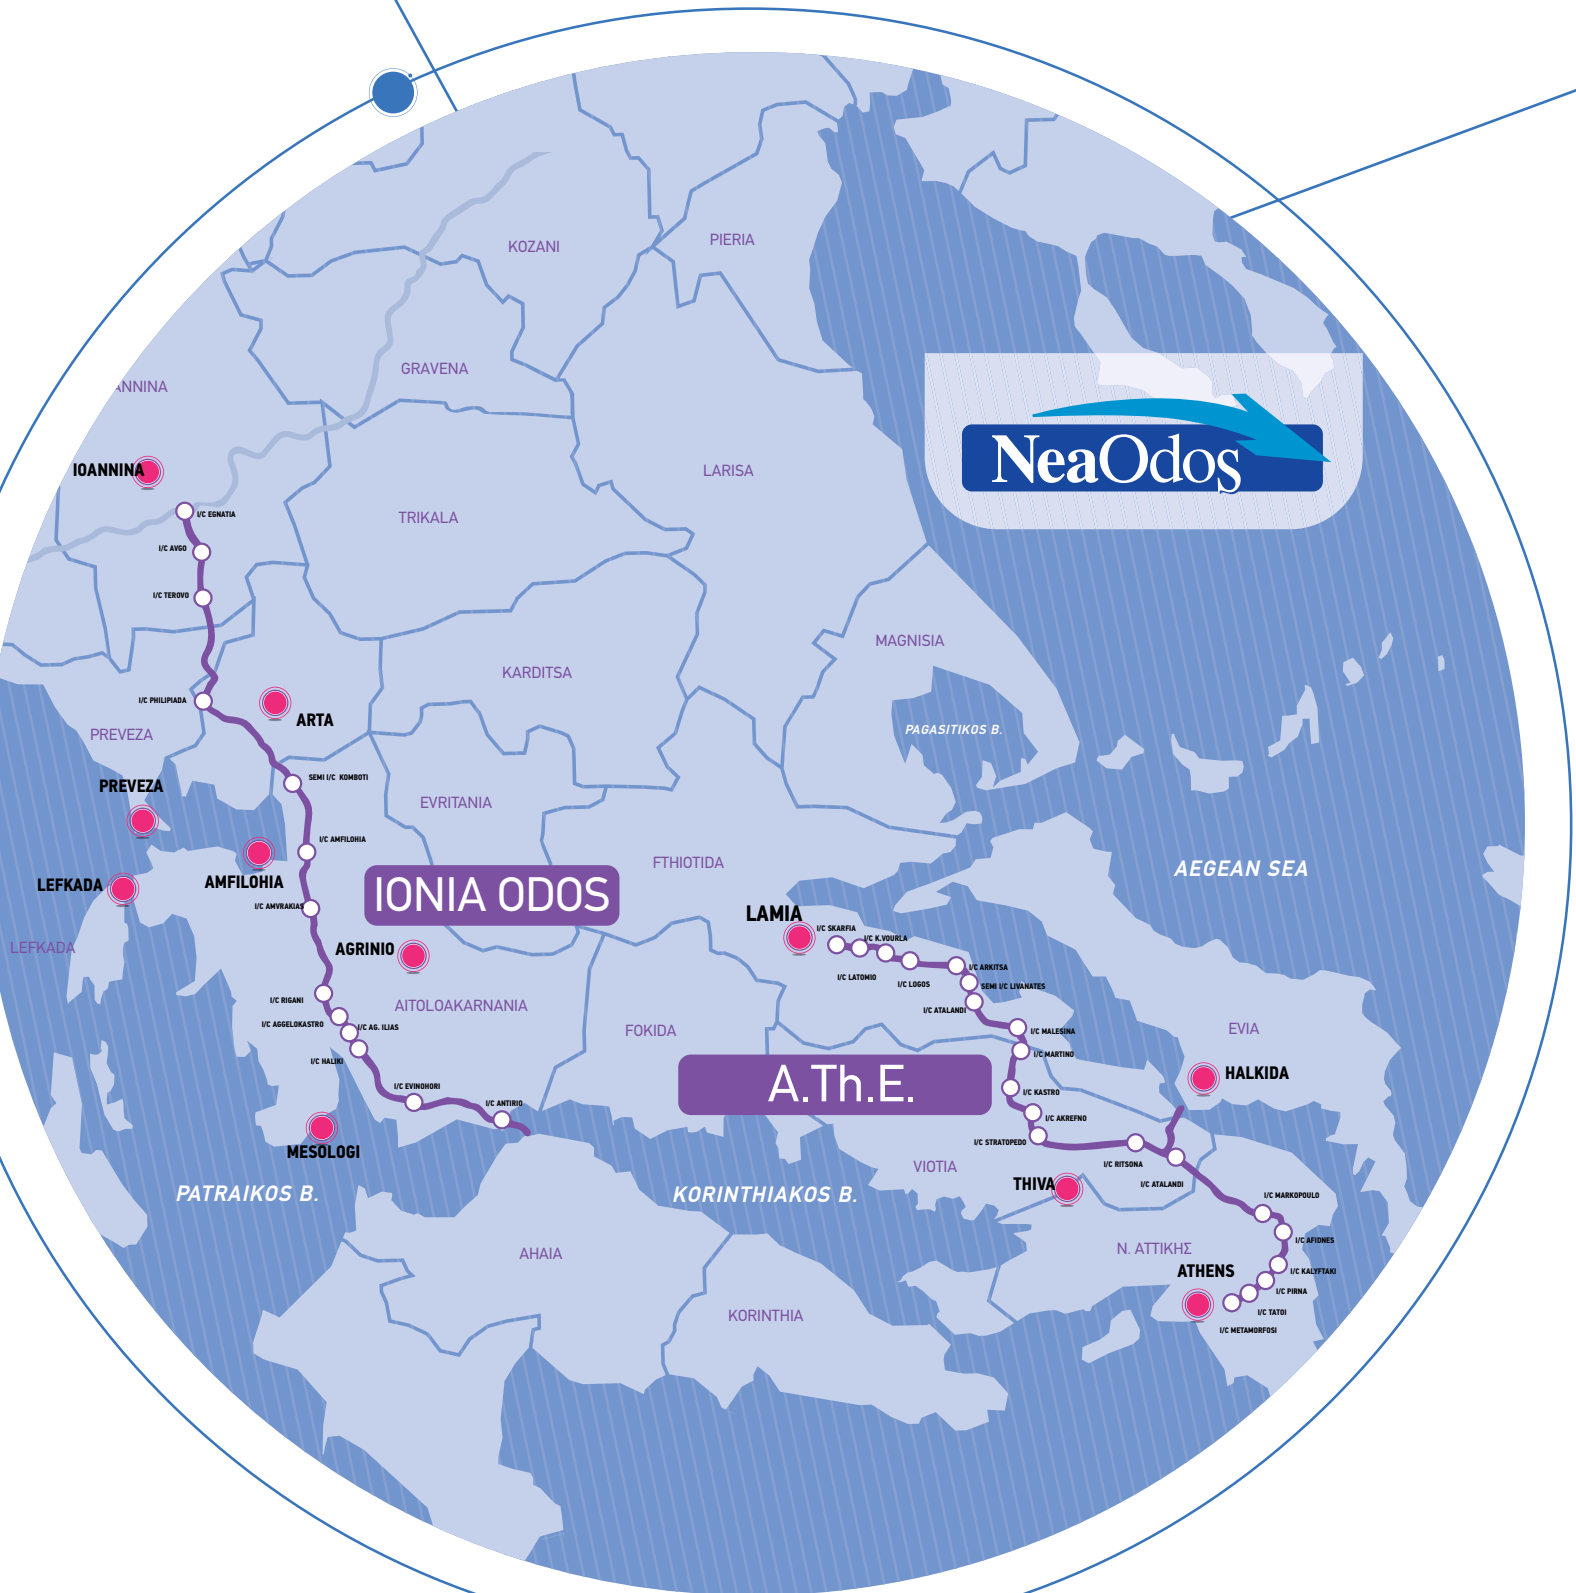 KOZANI
PIERIA
GRAVENA
ANNINA
NeaOdos
IOANNINA
LARISA
I/C EGNATIA
TRIKALA
I/C AVGO
I/C TEROVO
MAGNISIA
KARDITSA
I/C PHILIPIADA
ARTA
PREVEZA
PAGASITIKOS B.
SEMI I/C KOMBOTI
PREVEZA
EVRITANIA
I/C AMFILOHIA
FTHIOTIDA
AEGEAN SEA
LEFKADA
AMFILOHIA
IONIA ODOS
I/C AMVRAKIAS
LAMIA
I/C SKARFIA
I/C K.VOURLA
LEFKADA
AGRINIO
I/C LATOMIO
I/C LOGOS
I/C ARKITSA
SEMI I/C LIVANATES
I/C RIGANI
AITOLOAKARNANIA
I/C ATALANDI
I/C AGGELOKASTRO
I/C AG. ILIAS
FOKIDA
I/C MALESINA
EVIA
I/C HALIKI
I/C MARTINO
A.Th.E.
HALKIDA
I/C EVINOHORI
I/C KASTRO
I/C ANTIRIO
I/C AKREFNO
MESOLOGI
I/C STRATOPEDO
VIOTIA
I/C RITSONA
THIVA
I/C ATALANDI
PATRAIKOS B.
KORINTHIAKOS B.
I/C MARKOPOULO
AHAIA
Ν. ΑΤΤΙΚΗΣ
I/C AFIDNES
ATHENS
I/C KALYFTAKI
I/C PIRNA
KORINTHIA
I/C TATOI
I/C METAMORFOSI